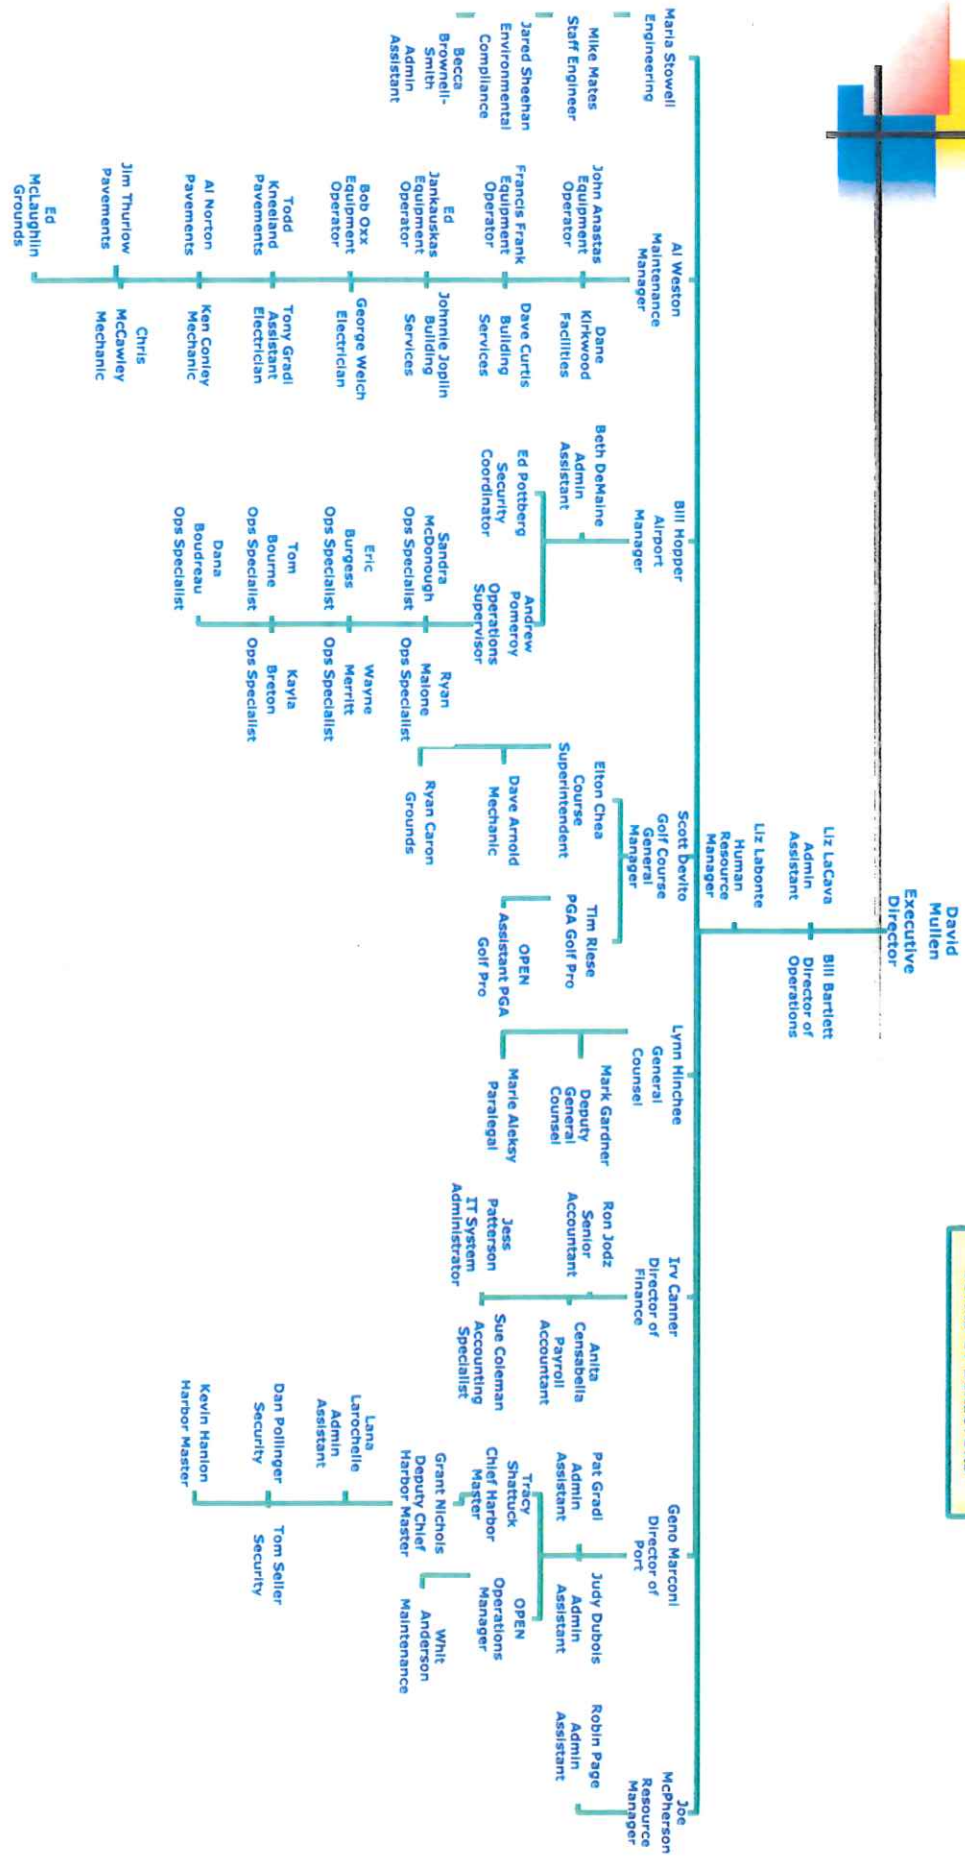 David
Mullen
Executive
Director
Liz LaCava
Admin
Assistant
Bill Bartlett
Director of
Operations
Liz Labonte
Human
Resource
Manager
Maria Stowell
Engineering
Mike Mates
Staff Engineer
Jared Sheehan
Environmental
Compliance
Becca
Brownell-
Smith
Admin
Assistant
Al Weston
Maintenance
Manager
John Anastas
Equipment
Operator
Dane
Kirkwood
Facilities
Francis Frank
Equipment
Operator
Dave Curtis
Building
Services
Ed
Jankauskas
Equipment
Operator
Johnnie Joplin
Building
Services
Bob Oxx
Equipment
Operator
George Welch
Electrician
Todd
Kneeland
Pavements
Tony Gradl
Assistant
Electrician
Al Norton
Pavements
Ken Conley
Mechanic
Jim Thurlow
Pavements
Chris
McCawley
Mechanic
Ed
McLaughlin
Grounds
Bill Hopper
Airport
Manager
Beth DeMaine
Admin
Assistant
Ed Pottberg
Security
Coordinator
Andrew
Pomeroy
Operations
Supervisor
Sandra
McDonough
Ops Specialist
Ryan
Malone
Ops Specialist
Eric
Burgess
Ops Specialist
Wayne
Merritt
Ops Specialist
Tom
Bourne
Ops Specialist
Kayla
Breton
Ops Specialist
Dana
Boudreau
Ops Specialist
Scott Devito
Golf Course
General
Manager
Elton Chea
Course
Superintendent
Dave Arnold
Mechanic
Ryan Caron
Grounds
Tim Riese
PGA Golf Pro
OPEN
Assistant PGA
Golf Pro
Lynn Hinchee
General
Counsel
Mark Gardner
Deputy
General
Counsel
Marie Aleksy
Paralegal
Irv Canner
Director of
Finance
Ron Jodz
Senior
Accountant
Anita
Censabella
Payroll
Accountant
Jess
Patterson
IT System
Administrator
Sue Coleman
Accounting
Specialist
Geno Marconi
Director of
Port
Pat Gradl
Admin
Assistant
Judy Dubois
Admin
Assistant
Tracy
Shattuck
Chief Harbor
Master
OPEN
Operations
Manager
Grant Nichols
Deputy Chief
Harbor Master
Whit
Anderson
Maintenance
Lana
Larochelle
Admin
Assistant
Dan Pollinger
Security
Tom Seller
Security
Kevin Hanlon
Harbor Master
Joe
McPherson
Resource
Manager
Robin Page
Admin
Assistant